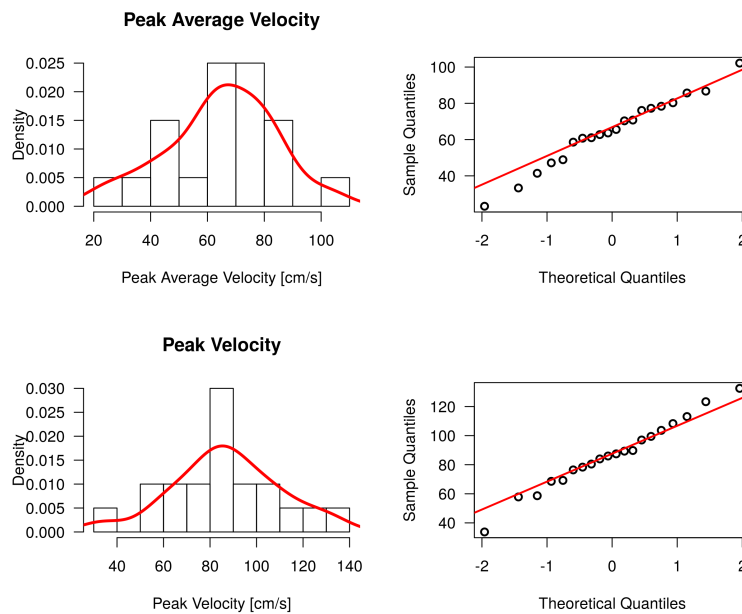 Peak Average Velocity
Density
0.025
0.020
0.015
0.010
0.005
0.000
20 40 60 80 100
Peak Average Velocity [cm/s]
Sample Quantiles
100
80
60
40
-2 -1 0 1 2
Theoretical Quantiles
Peak Velocity
Density
0.030
0.025
0.020
0.015
0.010
0.005
0.000
40 60 80 100 120 140
Peak Velocity [cm/s]
Sample Quantiles
120
100
80
60
40
-2 -1 0 1 2
Theoretical Quantiles